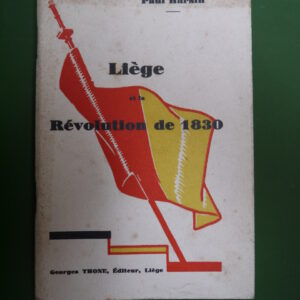 Paul Harsin
Liège
et la
Révolution de 1830
Georges THONE, Éditeur, Liège